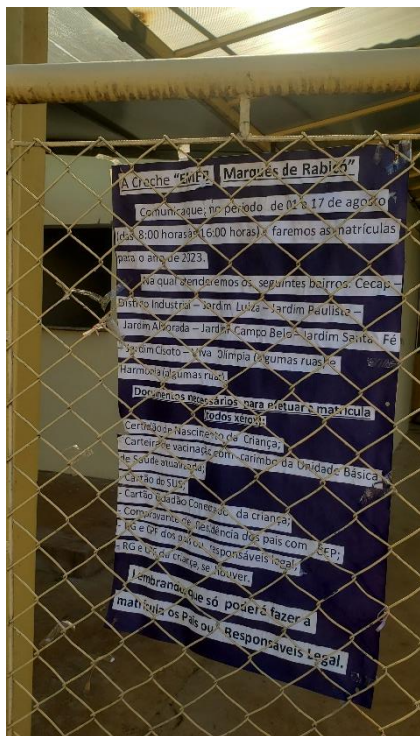 A Creche "EMEB Marquês de Rabicó"
Comunica que, no período de 01 a 17 de agosto
(das 8:00 horas às 16:00 horas) faremos as matrículas
para o ano de 2023.
Na qual atenderemos os seguintes bairros: Cecap –
Distrito Industrial – Jardim Luiza – Jardim Paulista –
Jardim Alvorada – Jardim Campo Belo – Jardim Santa Fé
– Jardim Cisoto – Viva Olímpia (algumas ruas) e
Harmonia (algumas ruas).
Documentos necessários para efetuar a matrícula
(todos xerox):
Certidão de Nascimento da Criança;
Carteira de vacinação com carimbo da Unidade Básica
de Saúde atualizada;
- Cartão do SUS;
- Cartão Cidadão Conectado da criança;
- Comprovante de Residência dos pais com CEP;
- RG e CPF dos pais ou responsáveis legal;
- RG e CPF da criança, se houver.
Lembrando que só poderá fazer a
matrícula os Pais ou Responsáveis Legal.